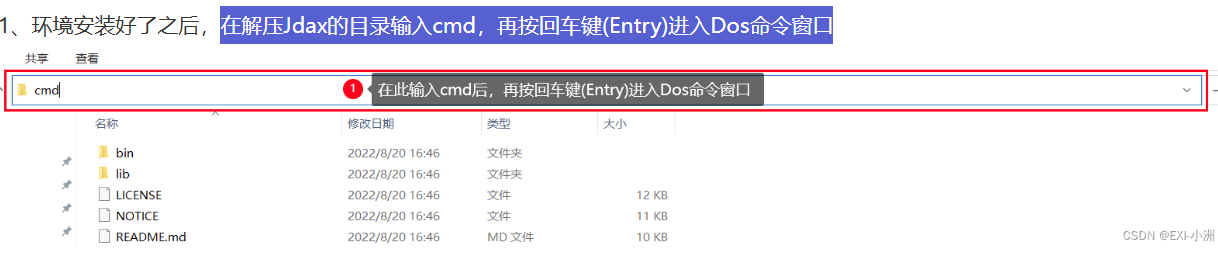 1、环境安装好了之后，在解压Jdax的目录输入cmd，再按回车键(Entry)进入Dos命令窗口
共享 查看
cmd 1 在此输入cmd后，再按回车键(Entry)进入Dos命令窗口
名称 修改日期 类型 大小
bin 2022/8/20 16:46 文件夹
lib 2022/8/20 16:46 文件夹
LICENSE 2022/8/20 16:46 文件 12 KB
NOTICE 2022/8/20 16:46 文件 11 KB
README.md 2022/8/20 16:46 MD 文件 10 KB
CSDN @EXI-小洲